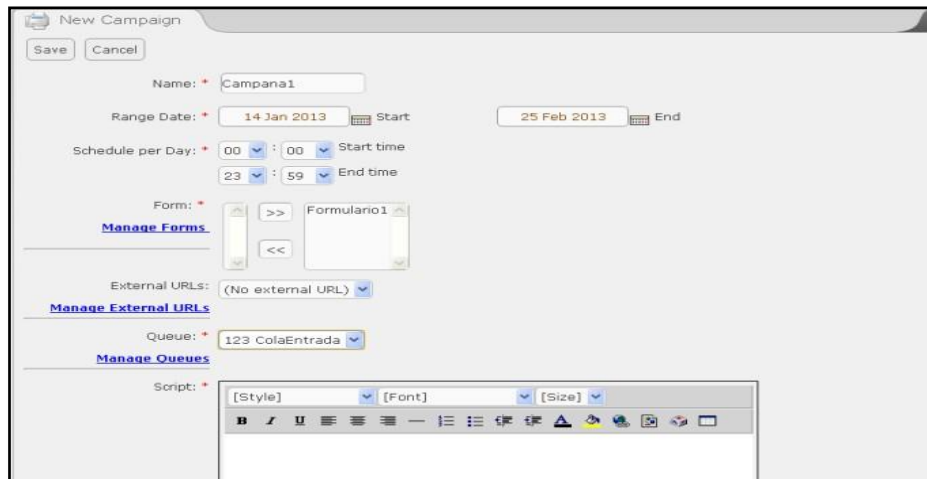 New Campaign
Save Cancel
Name: * Campana1
Range Date: * 14 Jan 2013 Start 25 Feb 2013 End
Schedule per Day: * 00 : 00 Start time
23 : 59 End time
Form: * >> Formulario1
Manage Forms
<<
External URLs: (No external URL)
Manage External URLs
Queue: * 123 ColaEntrada
Manage Queues
Script: * [Style] [Font] [Size]
B I U A